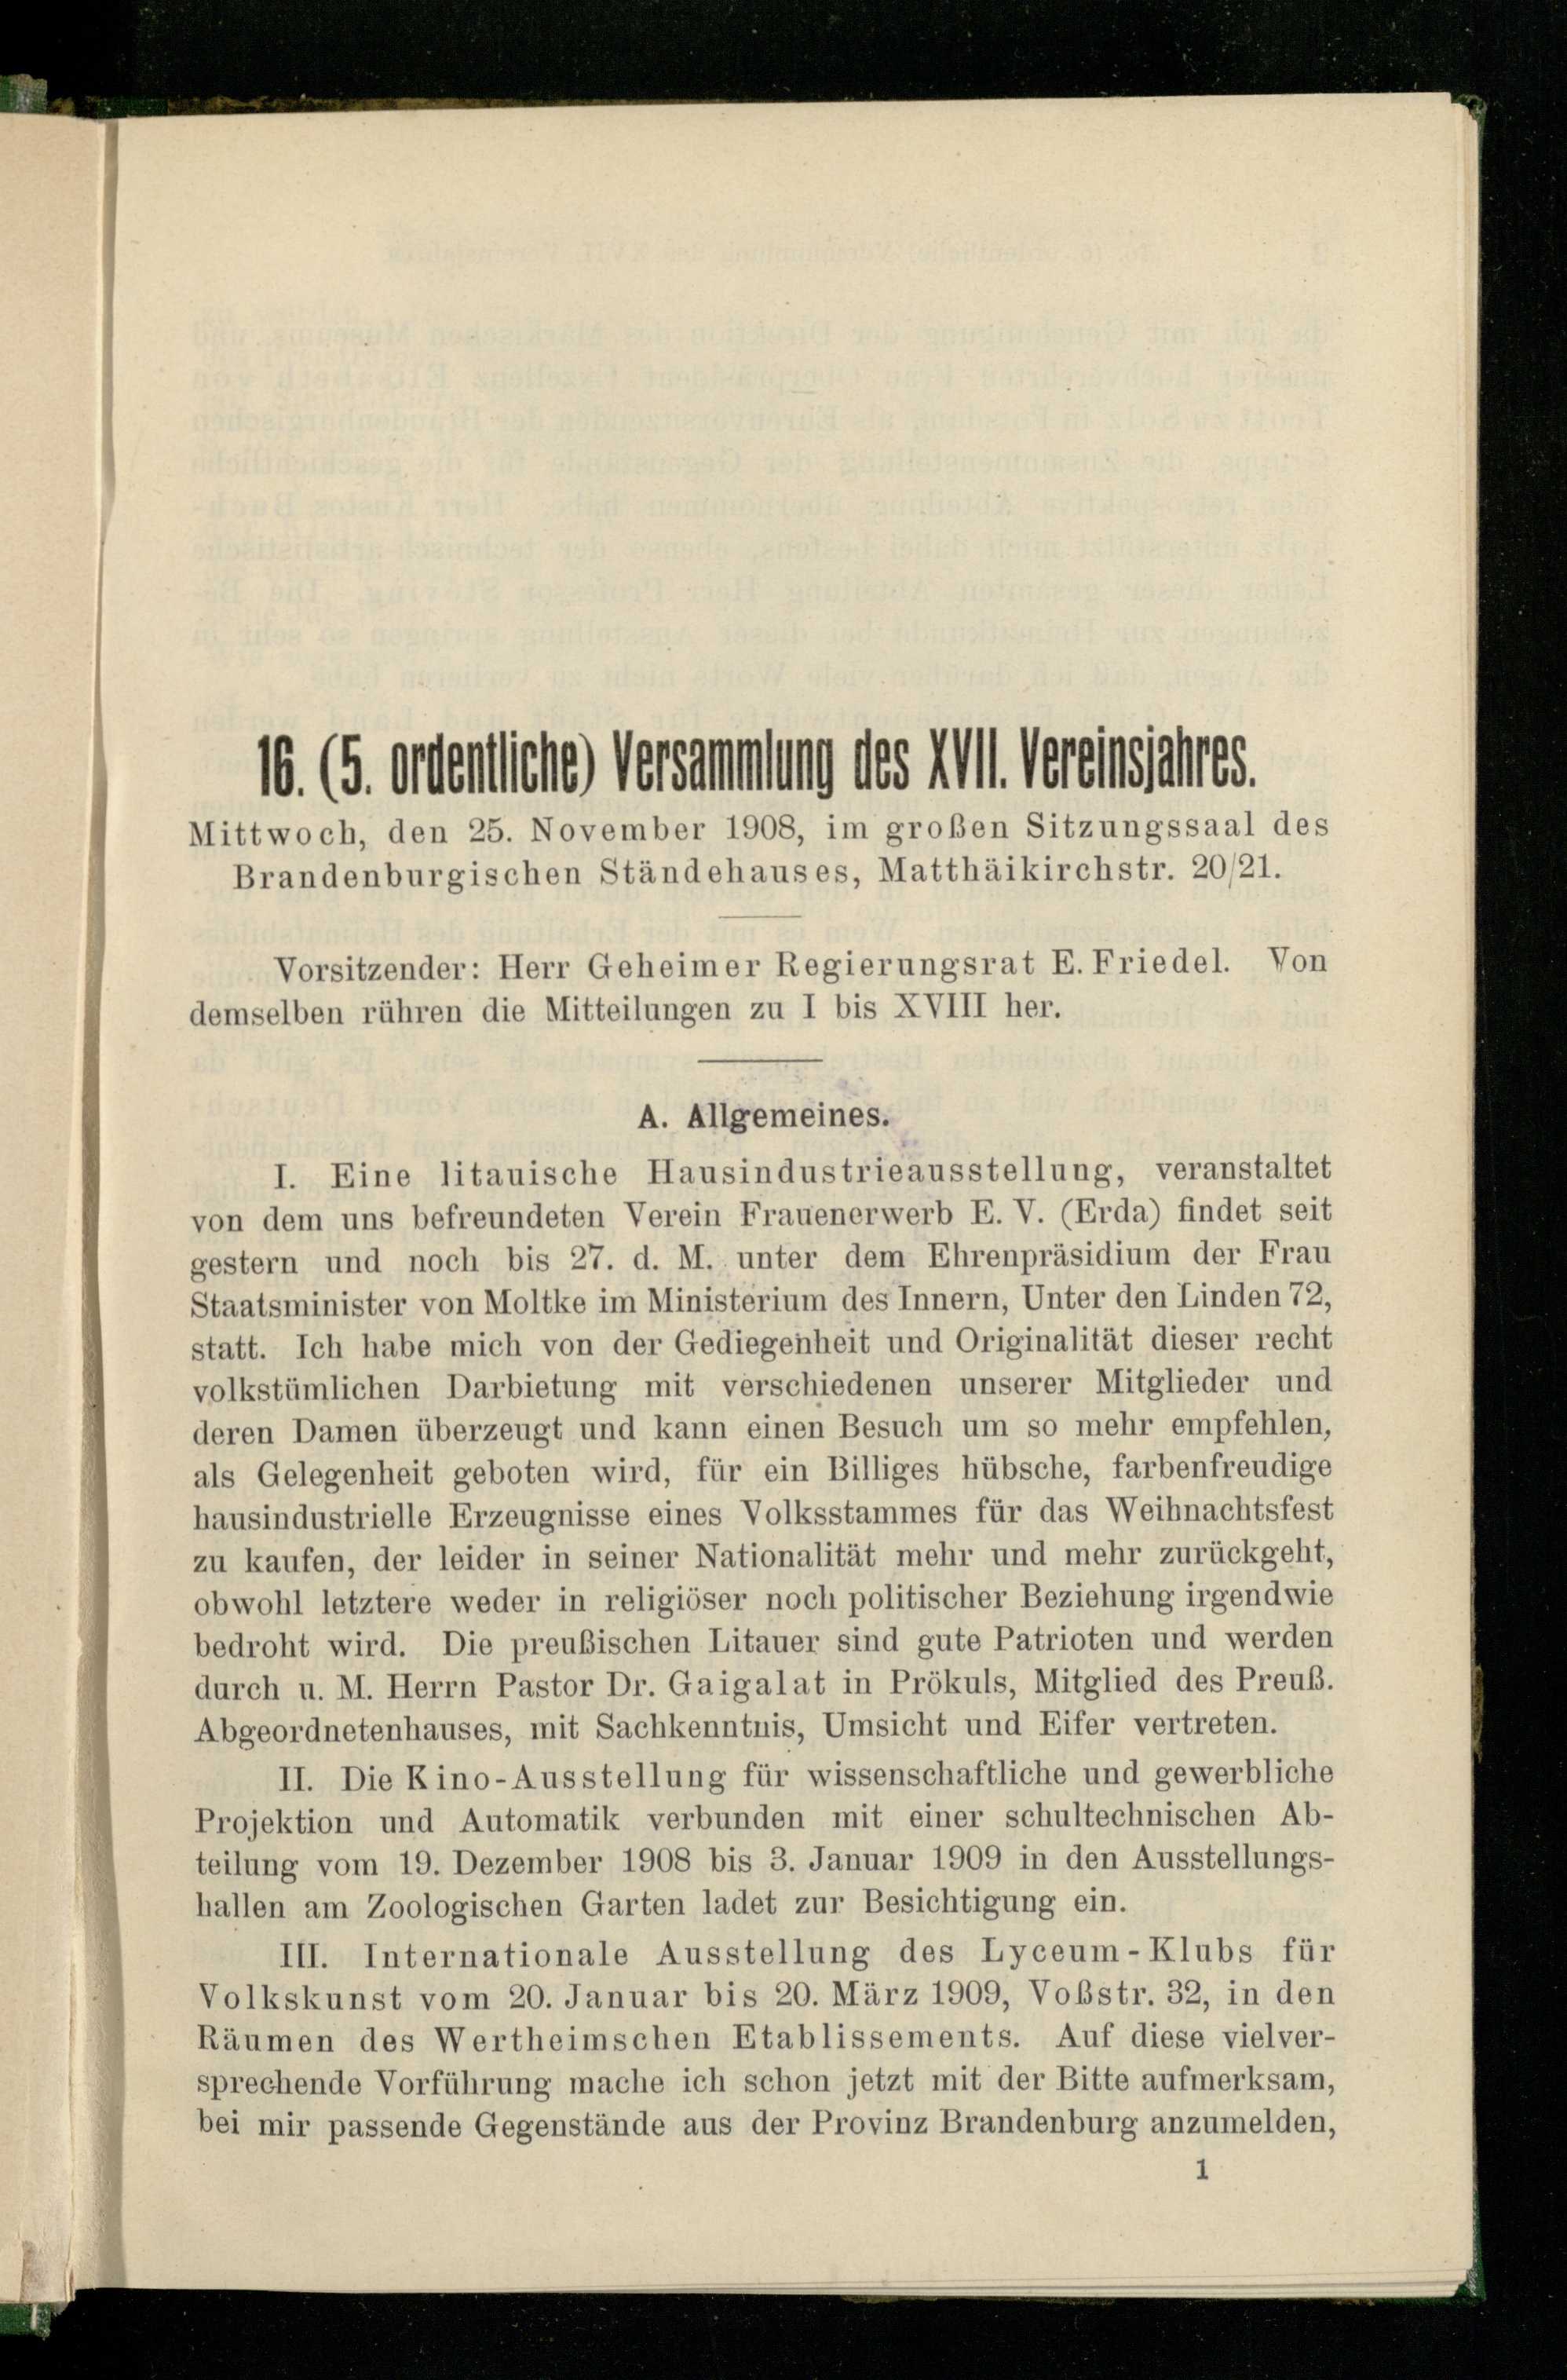 16. (5. ordentliche) Versammlung des XVII. Vereinsjahres.
Mittwoch, den 25. November 1908, im großen Sitzungssaal des
Brandenburgischen Ständehauses, Matthäikirchstr. 20/21.
Vorsitzender: Herr Geheimer Regierungsrat E. Friedel. Von
demselben rühren die Mitteilungen zu I bis XVIII her.
A. Allgemeines.
I. Eine litauische Hausindustrieausstellung, veranstaltet
von dem uns befreundeten Verein Frauenerwerb E. V. (Erda) findet seit
gestern und noch bis 27. d. M. unter dem Ehrenpräsidium der Frau
Staatsminister von Moltke im Ministerium des Innern, Unter den Linden 72,
statt. Ich habe mich von der Gediegenheit und Originalität dieser recht
volkstümlichen Darbietung mit verschiedenen unserer Mitglieder und
deren Damen überzeugt und kann einen Besuch um so mehr empfehlen,
als Gelegenheit geboten wird, für ein Billiges hübsche, farbenfreudige
hausindustrielle Erzeugnisse eines Volksstammes für das Weihnachtsfest
zu kaufen, der leider in seiner Nationalität mehr und mehr zurückgeht,
obwohl letztere weder in religiöser noch politischer Beziehung irgendwie
bedroht wird. Die preußischen Litauer sind gute Patrioten und werden
durch u. M. Herrn Pastor Dr. Gaigalat in Prökuls, Mitglied des Preuß.
Abgeordnetenhauses, mit Sachkenntnis, Umsicht und Eifer vertreten.
II. Die Kino-Ausstellung für wissenschaftliche und gewerbliche
Projektion und Automatik verbunden mit einer schultechnischen Ab-
teilung vom 19. Dezember 1908 bis 3. Januar 1909 in den Ausstellungs-
hallen am Zoologischen Garten ladet zur Besichtigung ein.
III. Internationale Ausstellung des Lyceum-Klubs für
Volkskunst vom 20. Januar bis 20. März 1909, Voßstr. 32, in den
Räumen des Wertheimschen Etablissements. Auf diese vielver-
sprechende Vorführung mache ich schon jetzt mit der Bitte aufmerksam,
bei mir passende Gegenstände aus der Provinz Brandenburg anzumelden,
1